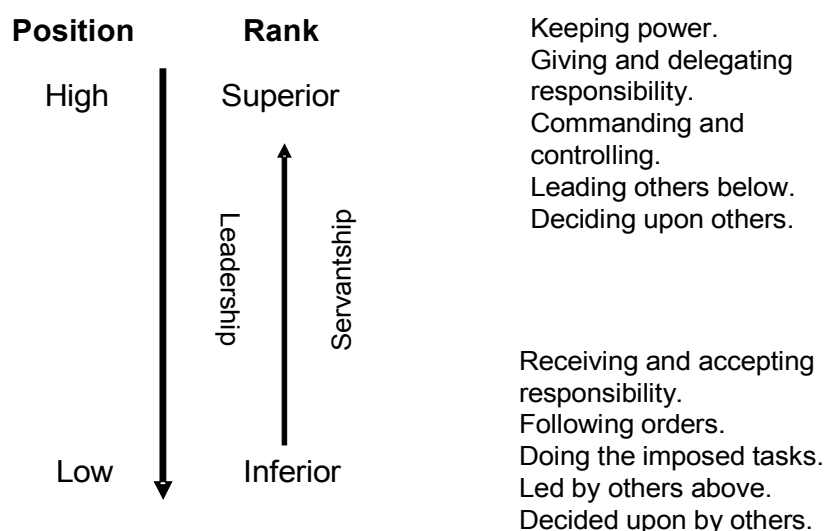 Position Rank
High Superior
Leadership
Servantship
Low Inferior
Keeping power.
Giving and delegating
responsibility.
Commanding and
controlling.
Leading others below.
Deciding upon others.
Receiving and accepting
responsibility.
Following orders.
Doing the imposed tasks.
Led by others above.
Decided upon by others.